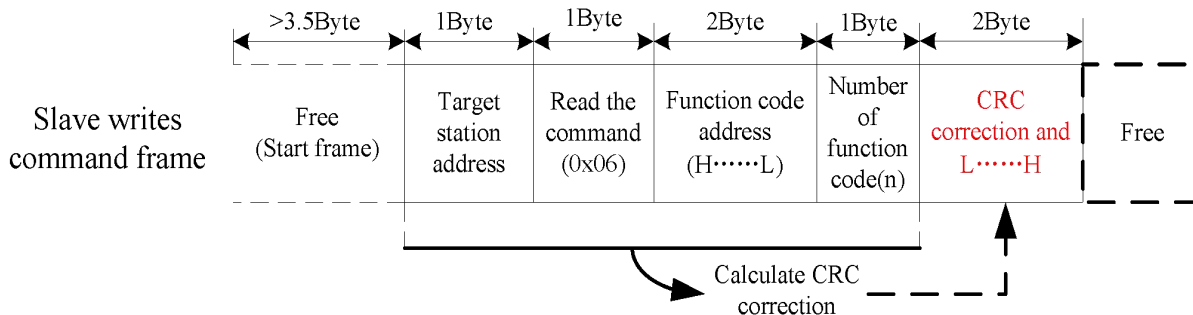 >3.5Byte
1Byte
1Byte
2Byte
1Byte
2Byte
Slave writes
command frame
Free
(Start frame)
Target
station
address
Read the
command
(0x06)
Function code
address
(H······L)
Number
of
function
code(n)
CRC
correction and
L······H
Free
Calculate CRC
correction